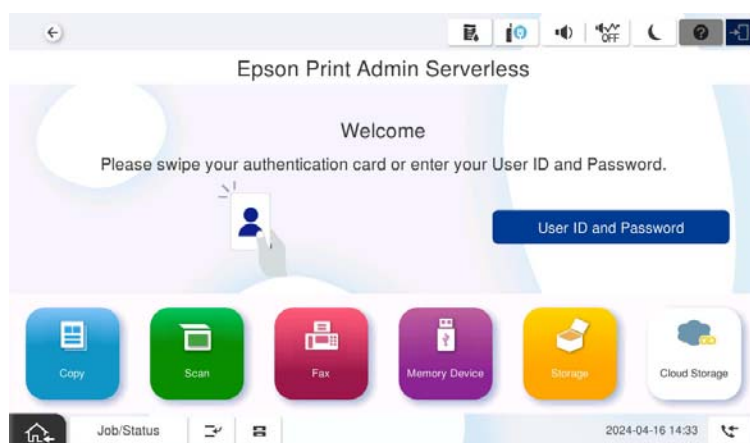 OFF
Epson Print Admin Serverless
Welcome
Please swipe your authentication card or enter your User ID and Password.
User ID and Password
Copy
Scan
Fax
Memory Device
Storage
Cloud Storage
Job/Status
2024-04-16 14:33